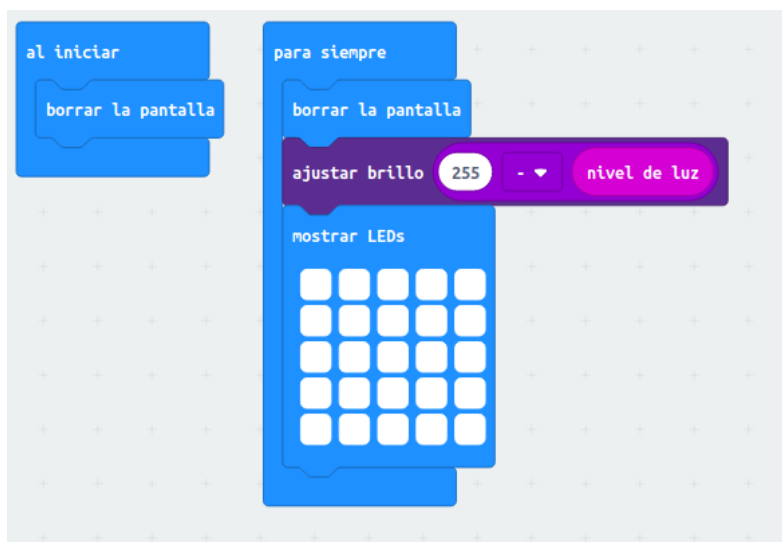 al iniciar
borrar la pantalla
para siempre
borrar la pantalla
ajustar brillo 255 - nivel de luz
mostrar LEDs